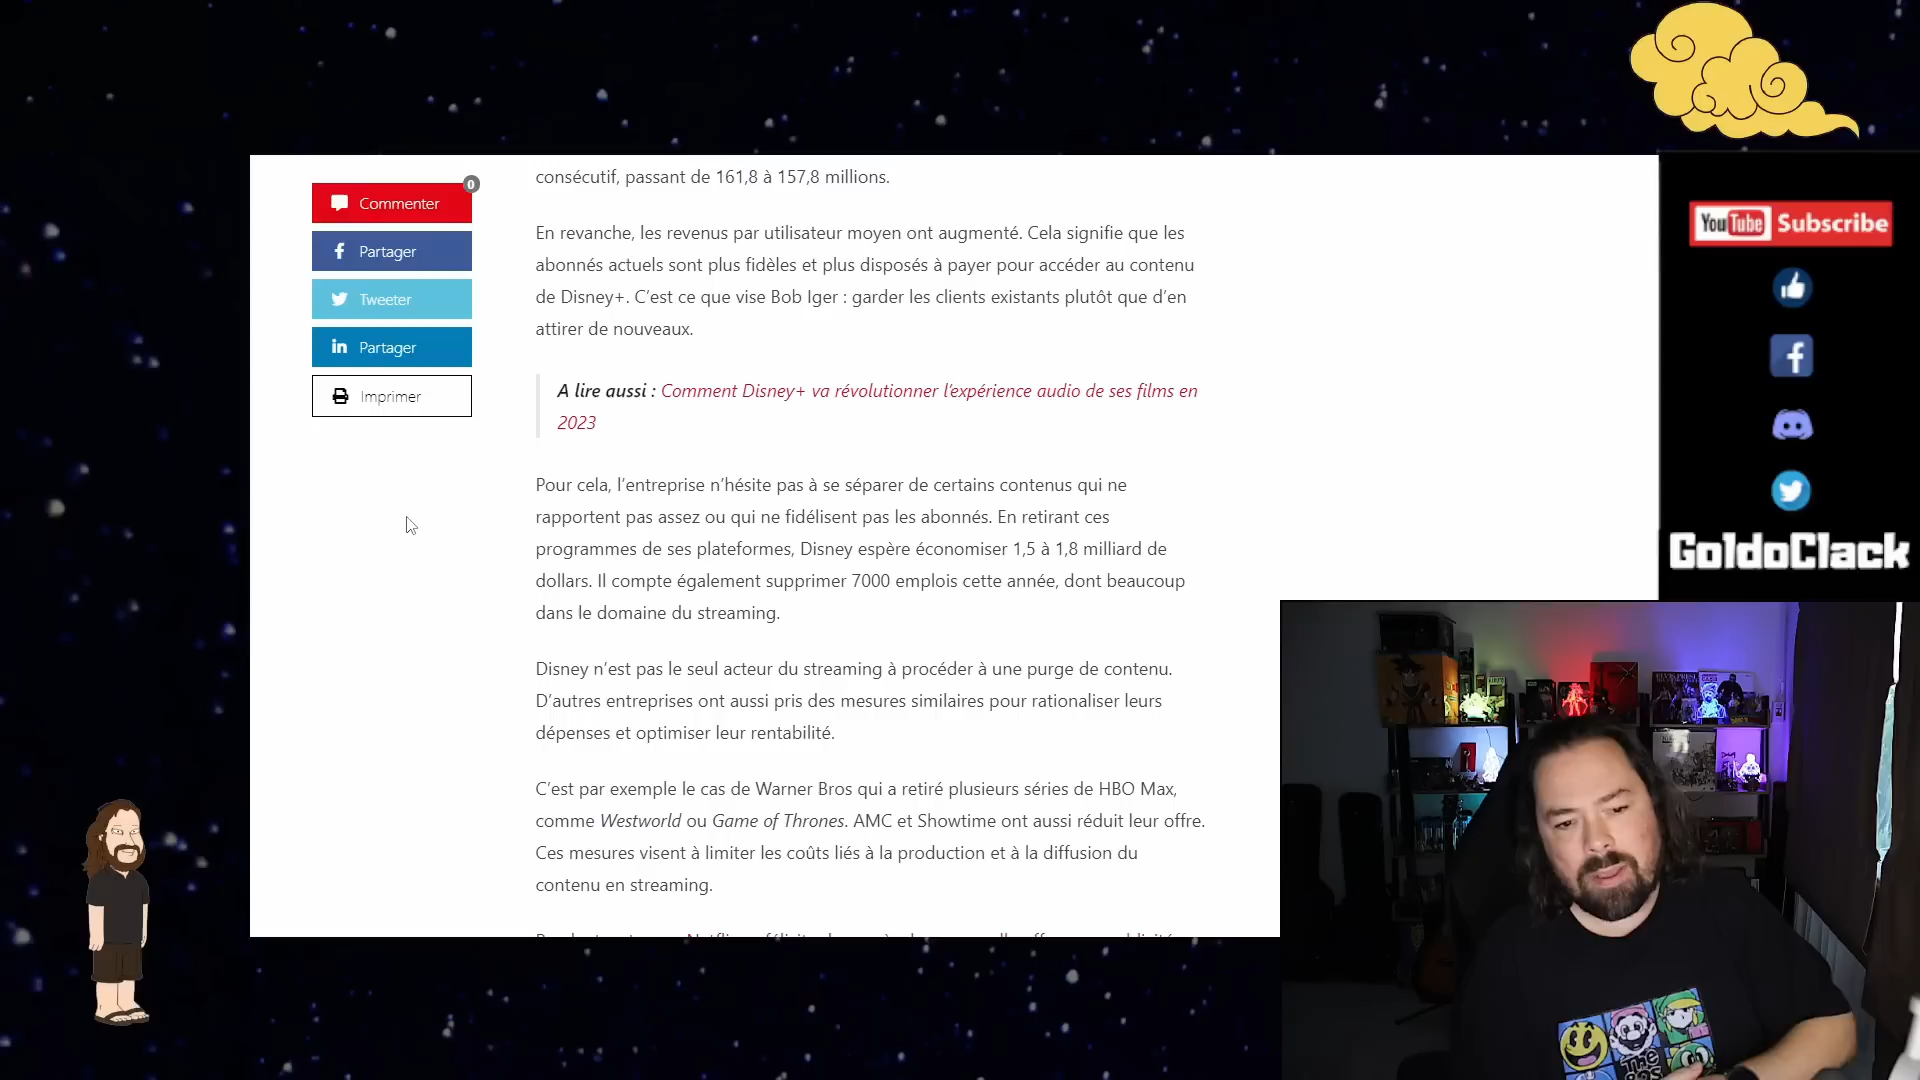 consécutif, passant de 161,8 à 157,8 millions.
0
Commenter
Partager
Tweeter
Partager
Imprimer
En revanche, les revenus par utilisateur moyen ont augmenté. Cela signifie que les
abonnés actuels sont plus fidèles et plus disposés à payer pour accéder au contenu
de Disney+. C’est ce que vise Bob Iger : garder les clients existants plutôt que d’en
attirer de nouveaux.
A lire aussi : Comment Disney+ va révolutionner l’expérience audio de ses films en
2023
Pour cela, l’entreprise n’hésite pas à se séparer de certains contenus qui ne
rapportent pas assez ou qui ne fidélisent pas les abonnés. En retirant ces
programmes de ses plateformes, Disney espère économiser 1,5 à 1,8 milliard de
dollars. Il compte également supprimer 7000 emplois cette année, dont beaucoup
dans le domaine du streaming.
Disney n’est pas le seul acteur du streaming à procéder à une purge de contenu.
D’autres entreprises ont aussi pris des mesures similaires pour rationaliser leurs
dépenses et optimiser leur rentabilité.
C’est par exemple le cas de Warner Bros qui a retiré plusieurs séries de HBO Max,
comme Westworld ou Game of Thrones. AMC et Showtime ont aussi réduit leur offre.
Ces mesures visent à limiter les coûts liés à la production et à la diffusion du
contenu en streaming.
YouTube Subscribe
GoldoClack
The